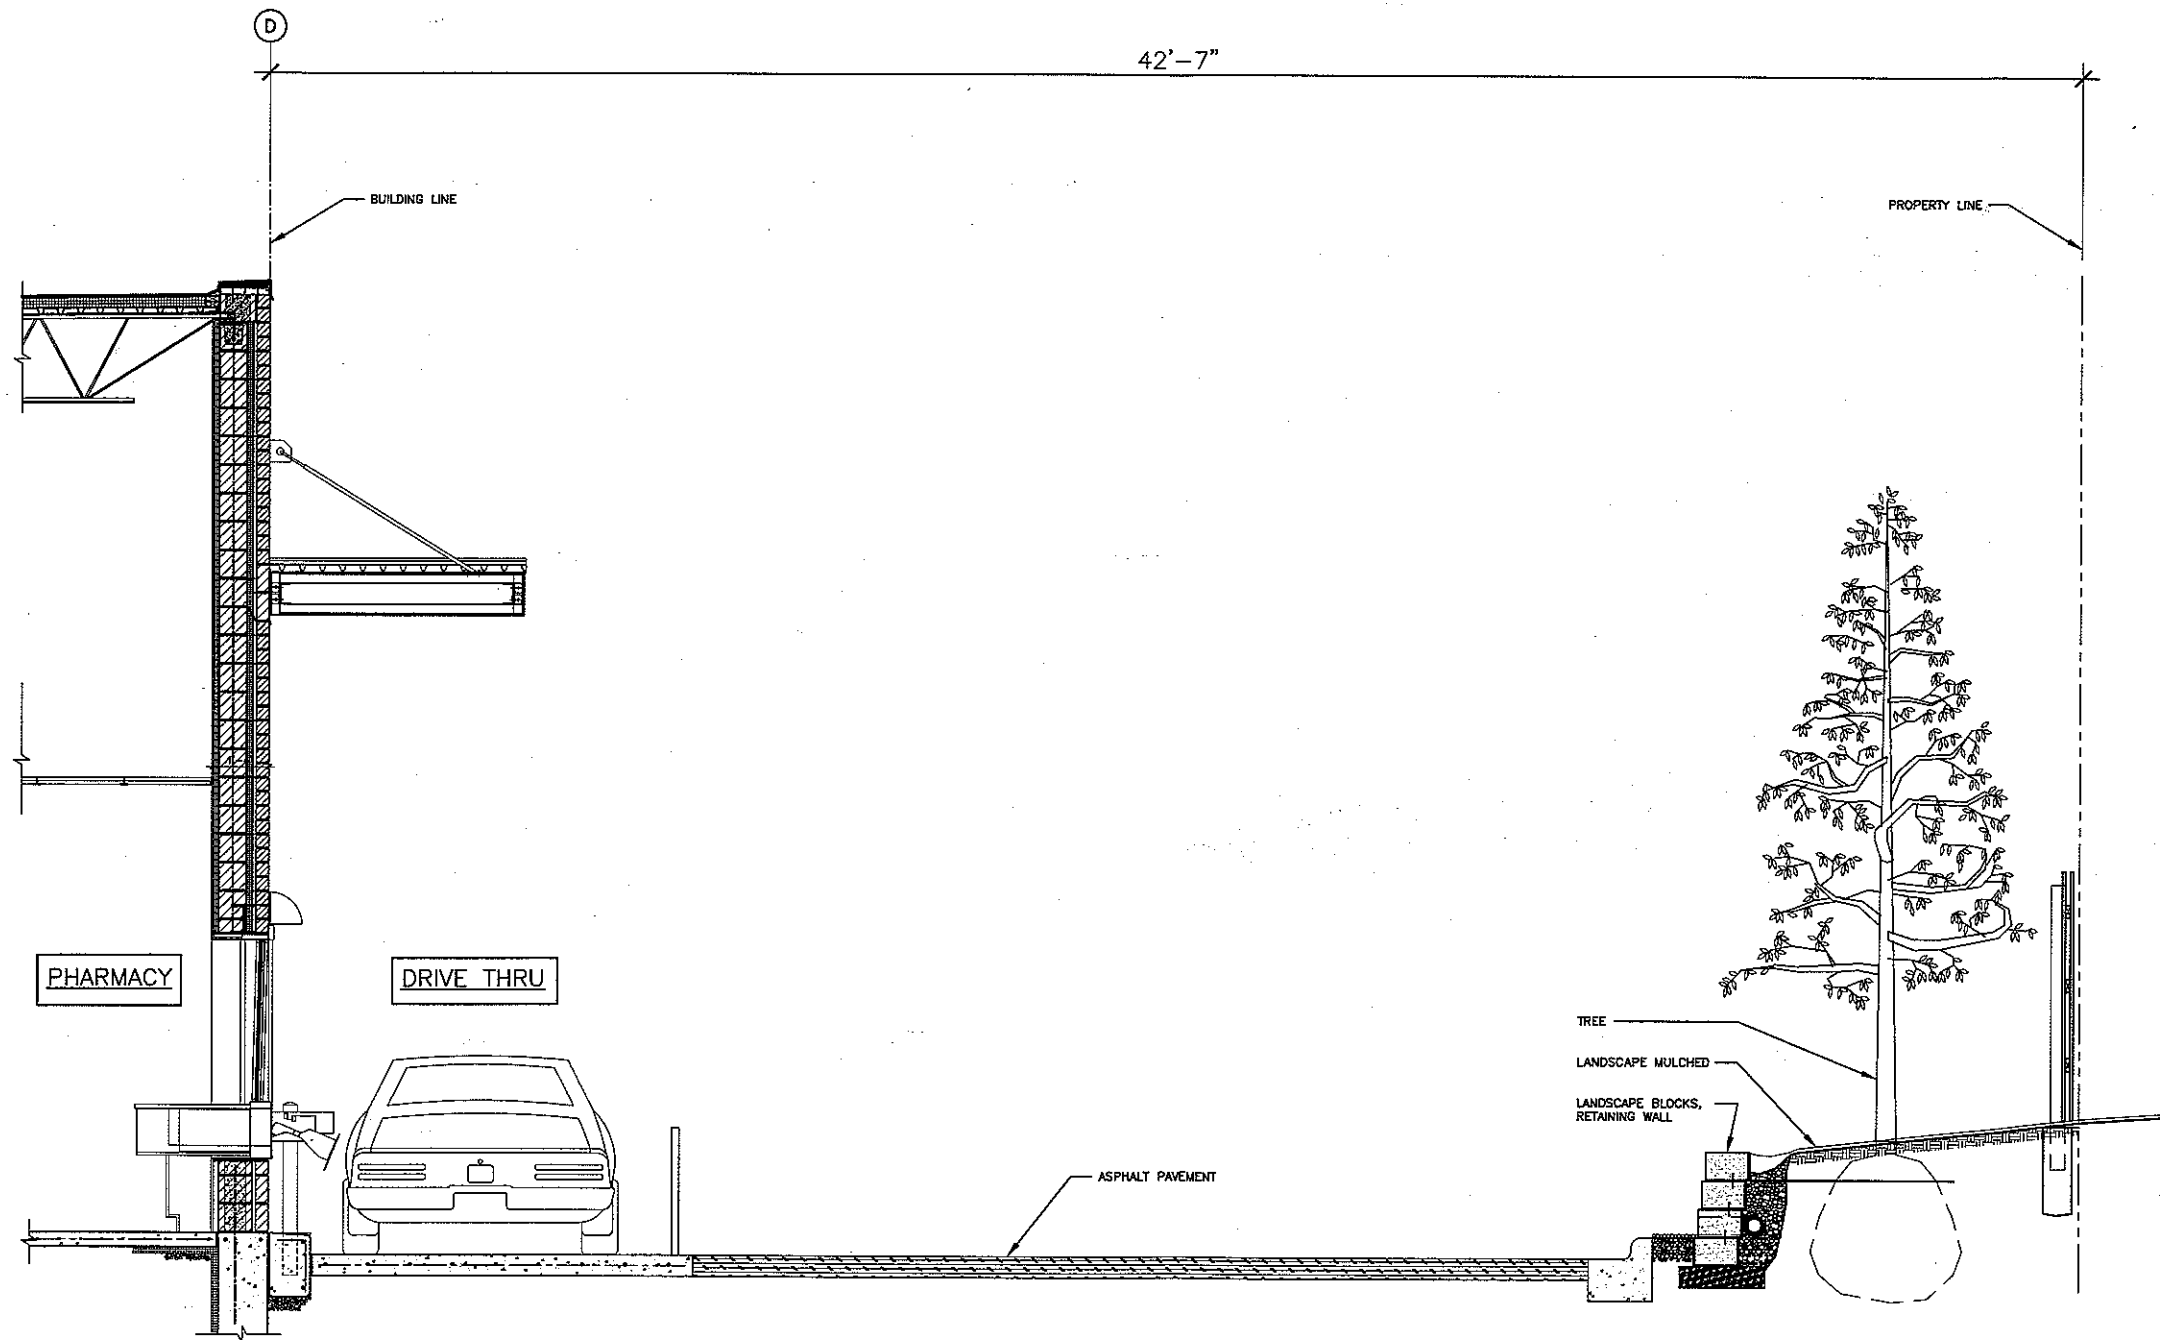 D
42'-7"
BUILDING LINE
PROPERTY LINE
PHARMACY
DRIVE THRU
TREE
LANDSCAPE MULCHED
LANDSCAPE BLOCKS,
RETAINING WALL
ASPHALT PAVEMENT